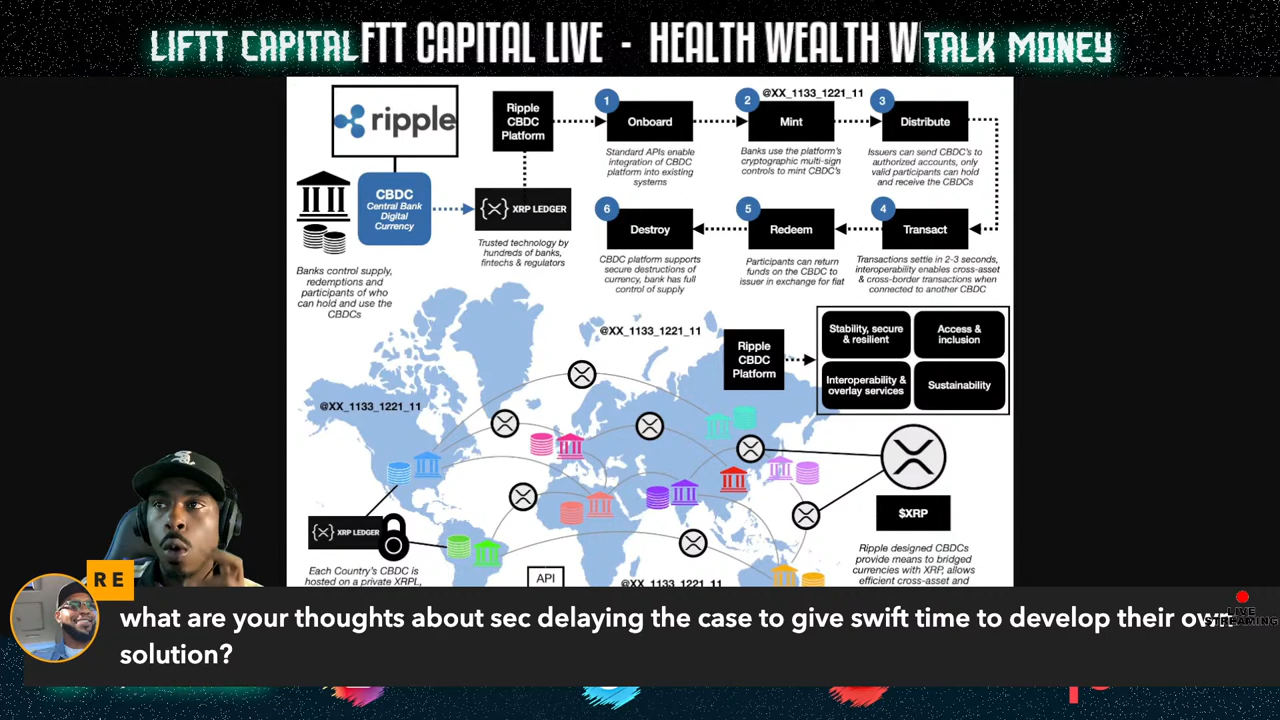 LIFTT CAPITAL
FTT CAPITAL LIVE - HEALTH WEALTH W
TALK MONEY
ripple
Ripple
CBDC
Platform
1
Onboard
Standard APIs enable
integration of CBDC
platform into existing
systems
2
@XX_1133_1221_11
Mint
Banks use the platform's
cryptographic multi-sign
controls to mint CBDC's
3
Distribute
Issuers can send CBDC's to
authorized accounts, only
valid participants can hold
and receive the CBDCs
CBDC
Central Bank
Digital
Currency
{X} XRP LEDGER
Trusted technology by
hundreds of banks,
fintechs & regulators
Banks control supply,
redemptions and
participants of who
can hold and use the
CBDCs
6
Destroy
CBDC platform supports
secure destructions of
currency, bank has full
control of supply
5
Redeem
Participants can return
funds on the CBDC to
issuer in exchange for fiat
4
Transact
Transactions settle in 2-3 seconds,
interoperability enables cross-asset
& cross-border transactions when
connected to another CBDC
@XX_1133_1221_11
Ripple
CBDC
Platform
Stability, secure
& resilient
Access &
inclusion
Interoperability &
overlay services
Sustainability
@XX_1133_1221_11
{X} XRP LEDGER
Each Country's CBDC is
hosted on a private XRPL,
API
@XX_1133_1221_11
$XRP
Ripple designed CBDCs
provide means to bridged
currencies with XRP, allows
efficient cross-asset and
RE
what are your thoughts about sec delaying the case to give swift time to develop their own
solution?
LIVE
STREAMING